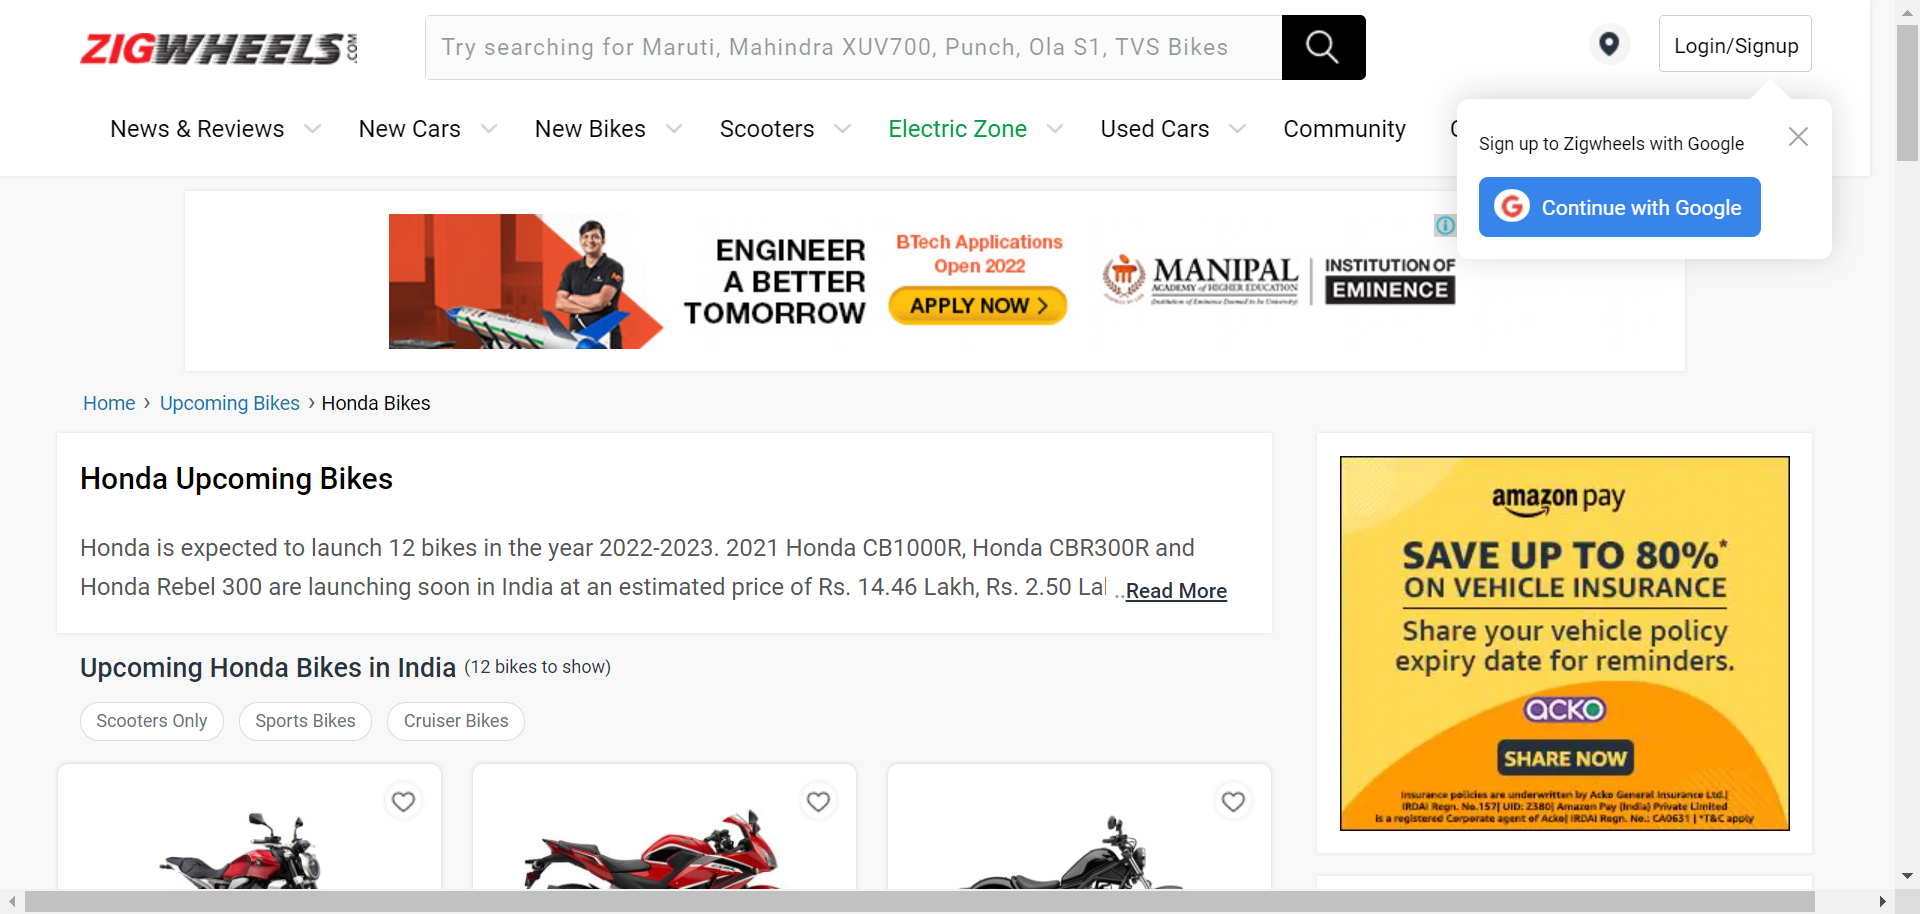 ZIGWHEELS.COM
Try searching for Maruti, Mahindra XUV700, Punch, Ola S1, TVS Bikes
Login/Signup
News & Reviews
New Cars
New Bikes
Scooters
Electric Zone
Used Cars
Community
Sign up to Zigwheels with Google
Continue with Google
ENGINEER
A BETTER
TOMORROW
BTech Applications
Open 2022
APPLY NOW
MANIPAL
ACADEMY of HIGHER EDUCATION
(Institution of Eminence Deemed to be University)
INSTITUTION OF
EMINENCE
Home › Upcoming Bikes › Honda Bikes
Honda Upcoming Bikes
Honda is expected to launch 12 bikes in the year 2022-2023. 2021 Honda CB1000R, Honda CBR300R and
Honda Rebel 300 are launching soon in India at an estimated price of Rs. 14.46 Lakh, Rs. 2.50 Lal ..Read More
Upcoming Honda Bikes in India (12 bikes to show)
Scooters Only
Sports Bikes
Cruiser Bikes
amazon pay
SAVE UP TO 80%*
ON VEHICLE INSURANCE
Share your vehicle policy
expiry date for reminders.
acko
SHARE NOW
Insurance policies are underwritten by Acko General Insurance Ltd.|
IRDAI Regn. No.157| UID: 2380| Amazon Pay (India) Private Limited
is a registered Corporate agent of Acko| IRDAI Regn. No.: CA0631 | *T&C apply